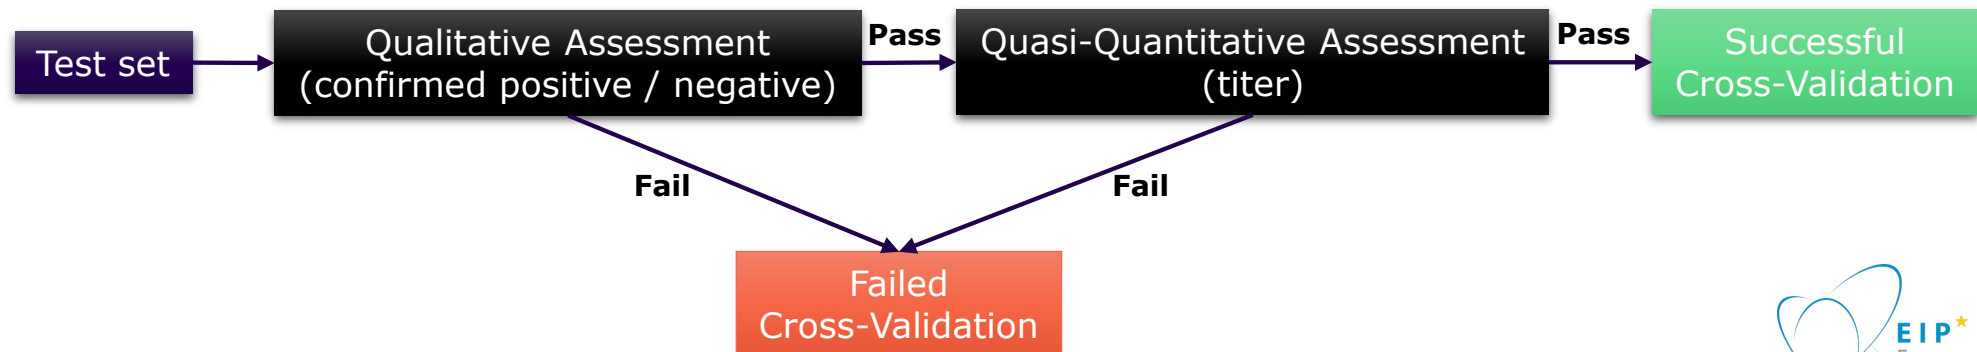 Test set
Qualitative Assessment
(confirmed positive / negative)
Pass
Quasi-Quantitative Assessment
(titer)
Pass
Successful
Cross-Validation
Fail
Fail
Failed
Cross-Validation
EIP